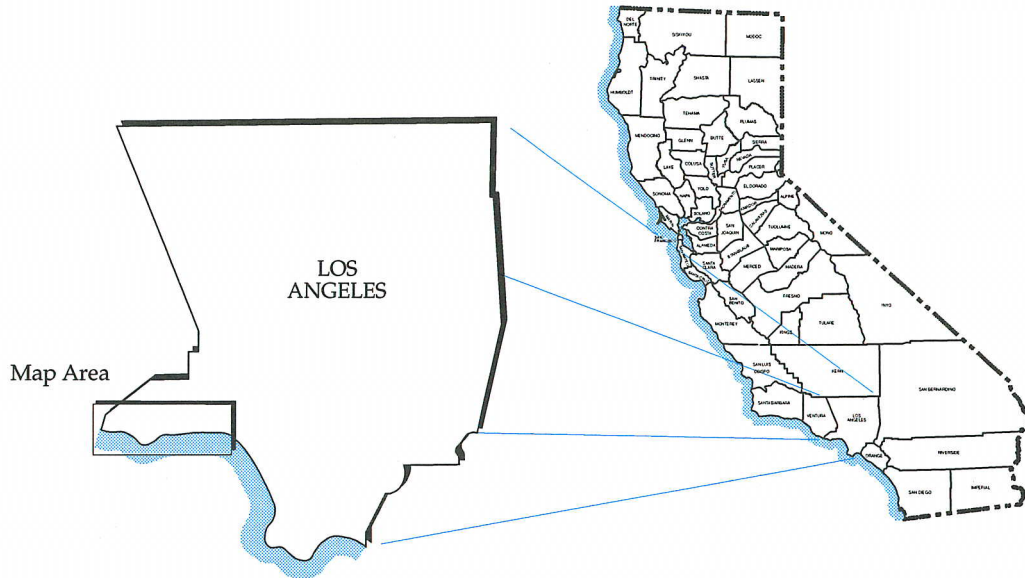 LOS
ANGELES
Map Area
DEL
NORTE
SISKIYOU
MODOC
HUMBOLDT
TRINITY
SHASTA
LASSEN
TEHAMA
PLUMAS
MENDOCINO
GLENN
BUTTE
SIERRA
LAKE
COLUSA
NEVADA
PLACER
SONOMA
NAPA
YOLO
EL DORADO
ALPINE
SOLANO
CONTRA
COSTA
SAN
JOAQUIN
TUOLUMNE
MONO
ALAMEDA
STANISLAUS
MARIPOSA
SANTA
CLARA
MERCED
MADERA
SAN
BENITO
FRESNO
INYO
MONTEREY
KINGS
TULARE
SAN LUIS
OBISPO
KERN
SAN BERNARDINO
SANTA BARBARA
VENTURA
LOS
ANGELES
ORANGE
RIVERSIDE
SAN DIEGO
IMPERIAL